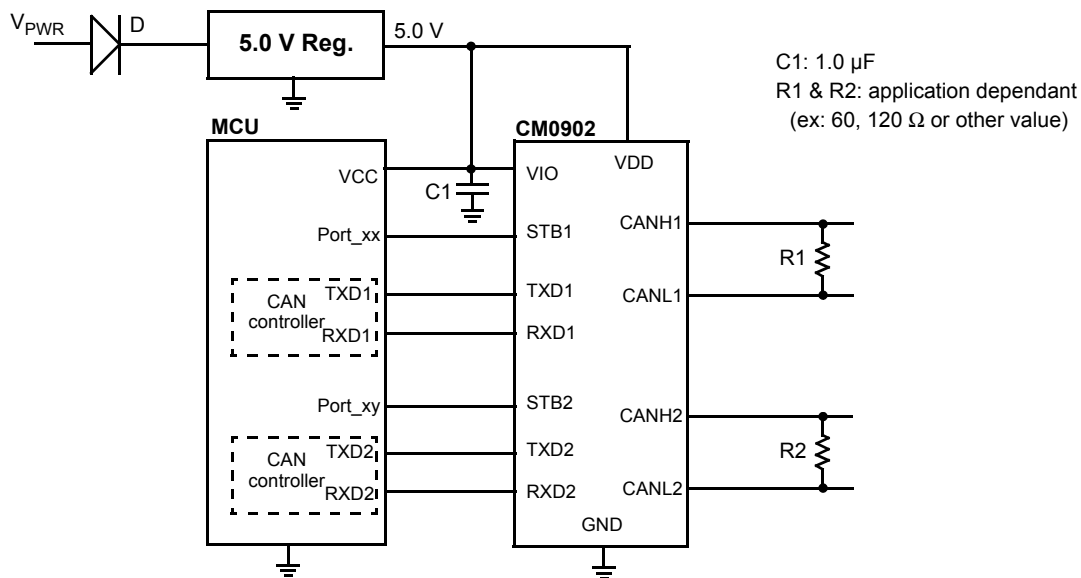 V_PWR
D
5.0 V Reg.
5.0 V
C1: 1.0 µF
R1 & R2: application dependant
(ex: 60, 120 Ω or other value)
MCU
CM0902
VCC
C1
VIO
VDD
Port_xx
STB1
CANH1
R1
CAN
controller
TXD1
TXD1
CANL1
RXD1
RXD1
Port_xy
STB2
CANH2
R2
CAN
controller
TXD2
TXD2
RXD2
RXD2
CANL2
GND